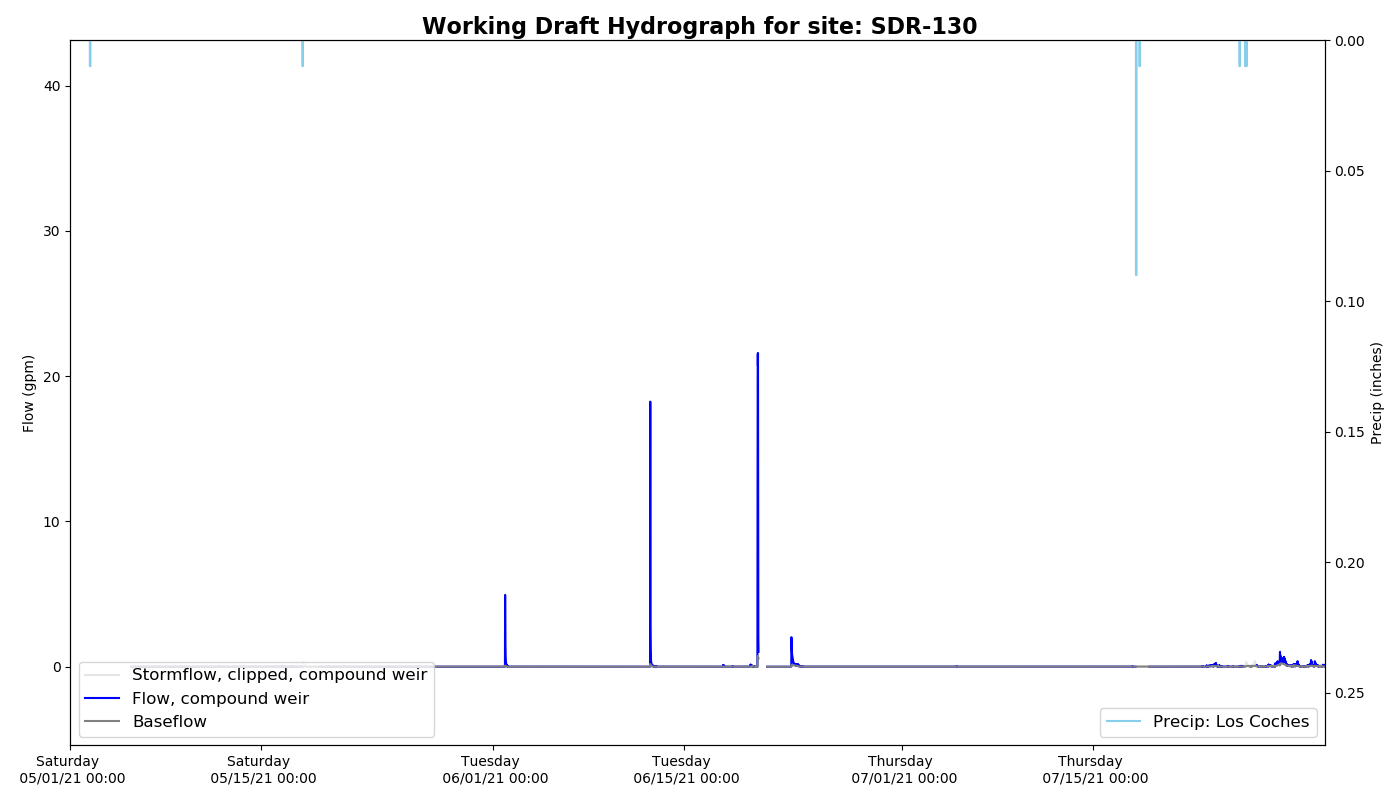 Working Draft Hydrograph for site: SDR-130
40
30
20
10
0
Flow (gpm)
0.00
0.05
0.10
0.15
0.20
0.25
Precip (inches)
Stormflow, clipped, compound weir
Flow, compound weir
Baseflow
Precip: Los Coches
Saturday
05/01/21 00:00
Saturday
05/15/21 00:00
Tuesday
06/01/21 00:00
Tuesday
06/15/21 00:00
Thursday
07/01/21 00:00
Thursday
07/15/21 00:00